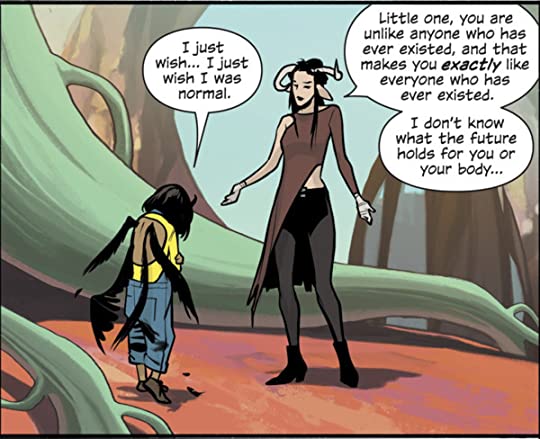 I just
wish... I just
wish I was
normal.
Little one, you are
unlike anyone who has
ever existed, and that
makes you exactly like
everyone who has
ever existed.
I don't know
what the future
holds for you or
your body...